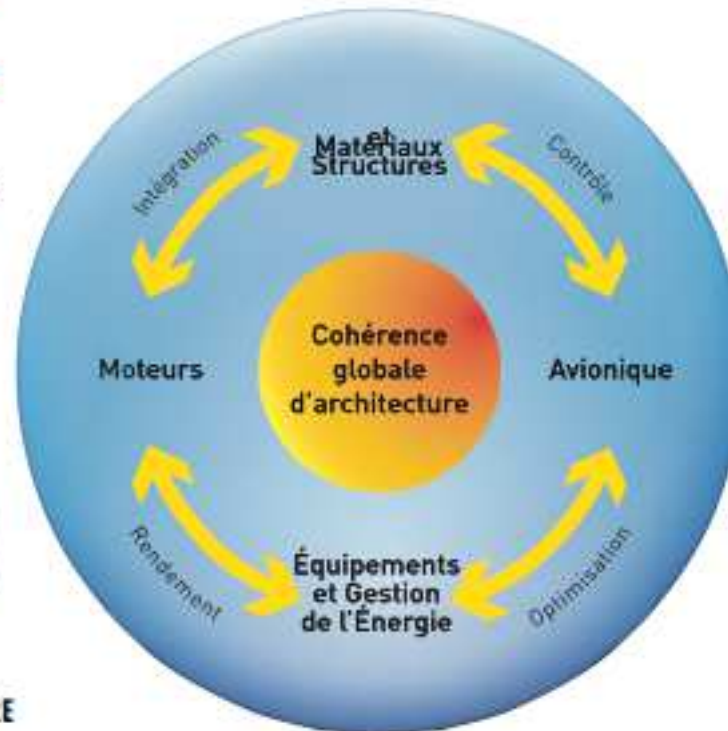 et
Matériaux
Structures
Intégration
Contrôle
Moteurs
Cohérence
globale
d'architecture
Avionique
Rendement
Équipements
et Gestion
de l'Énergie
Optimisation